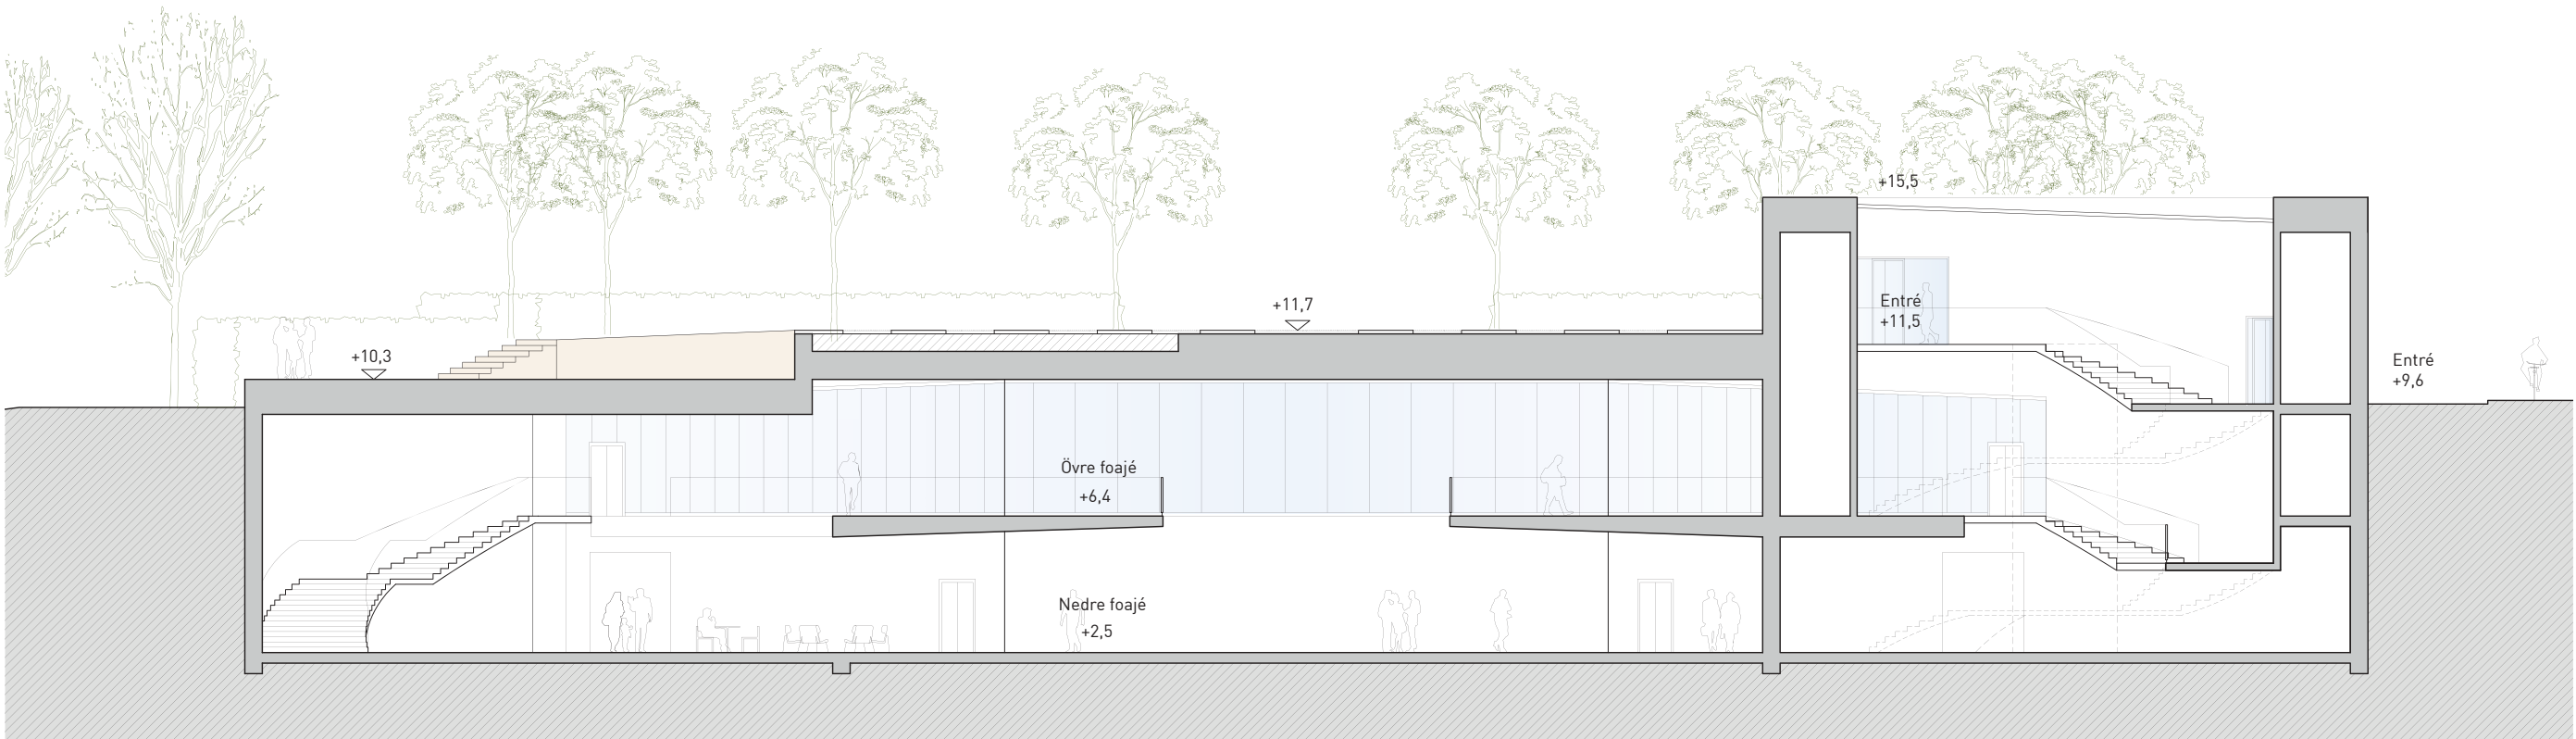 +15,5
Entré
+11,5
+11,7
+10,3
Entré
+9,6
Övre foajé
+6,4
Nedre foajé
+2,5